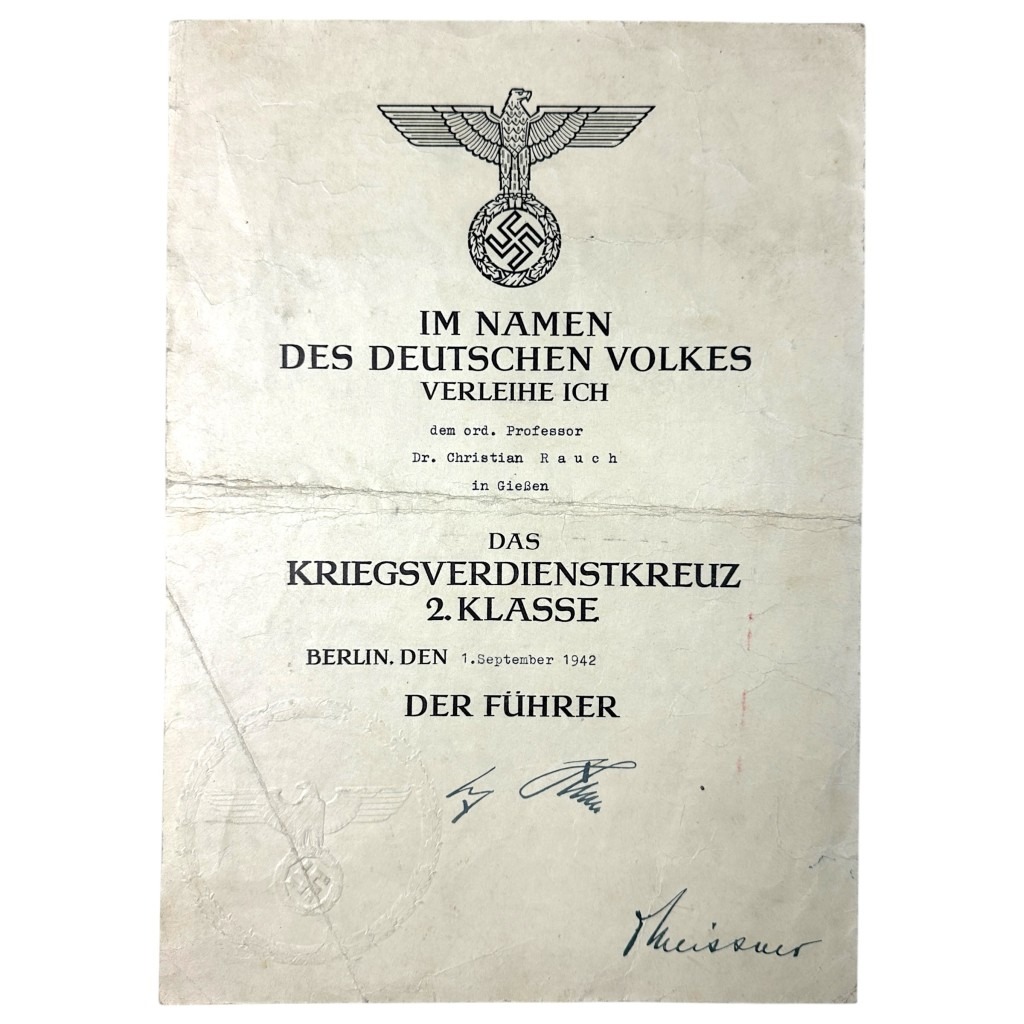 IM NAMEN
DES DEUTSCHEN VOLKES
VERLEIHE ICH
dem ord. Professor
Dr. Christian R a u c h
in Gießen
DAS
KRIEGSVERDIENSTKREUZ
2. KLASSE
BERLIN, DEN 1.September 1942
DER FÜHRER
Meissner